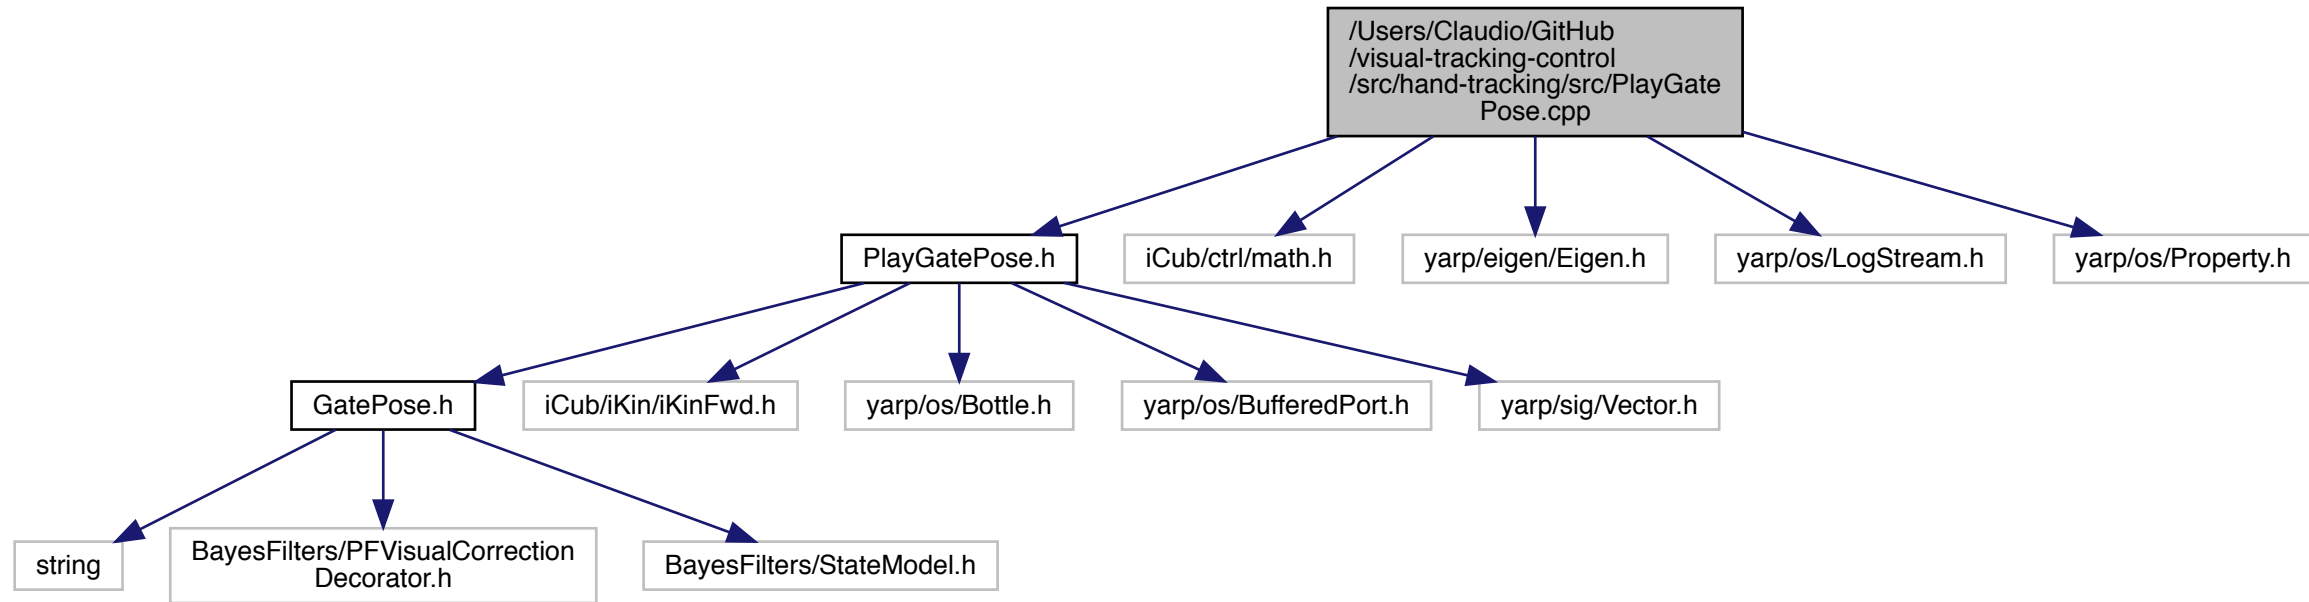 /Users/Claudio/GitHub
/visual-tracking-control
/src/hand-tracking/src/PlayGate
Pose.cpp
PlayGatePose.h
iCub/ctrl/math.h
yarp/eigen/Eigen.h
yarp/os/LogStream.h
yarp/os/Property.h
GatePose.h
iCub/iKin/iKinFwd.h
yarp/os/Bottle.h
yarp/os/BufferedPort.h
yarp/sig/Vector.h
string
BayesFilters/PFVisualCorrection
Decorator.h
BayesFilters/StateModel.h